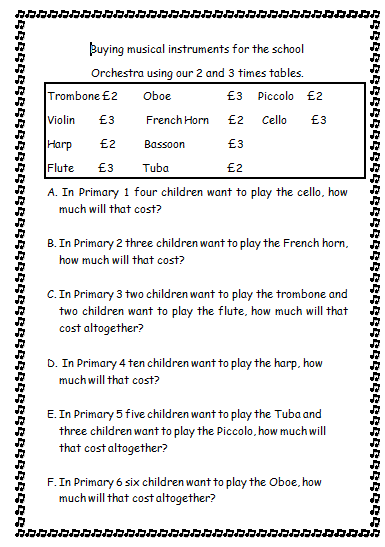 Buying musical instruments for the school
Orchestra using our 2 and 3 times tables.
Trombone £2 Oboe £3 Piccolo £2
Violin £3 French Horn £2 Cello £3
Harp £2 Bassoon £3
Flute £3 Tuba £2
A. In Primary 1 four children want to play the cello, how
much will that cost?
B. In Primary 2 three children want to play the French horn,
how much will that cost?
C. In Primary 3 two children want to play the trombone and
two children want to play the flute, how much will that
cost altogether?
D. In Primary 4 ten children want to play the harp, how
much will that cost?
E. In Primary 5 five children want to play the Tuba and
three children want to play the Piccolo, how much will
that cost altogether?
F. In Primary 6 six children want to play the Oboe, how
much will that cost altogether?